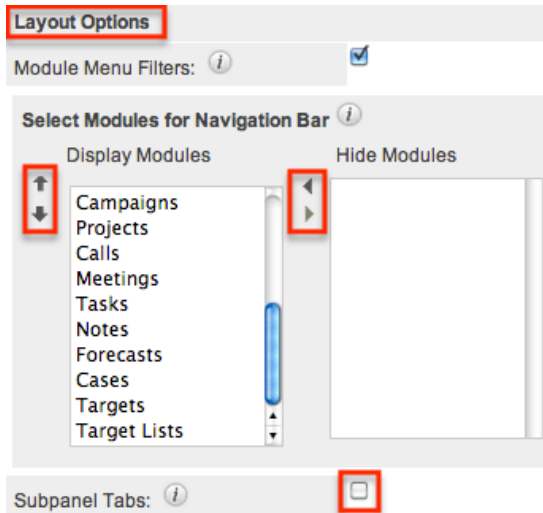 Layout Options
Module Menu Filters: i
Select Modules for Navigation Bar i
Display Modules Hide Modules
Campaigns
Projects
Calls
Meetings
Tasks
Notes
Forecasts
Cases
Targets
Target Lists
Subpanel Tabs: i